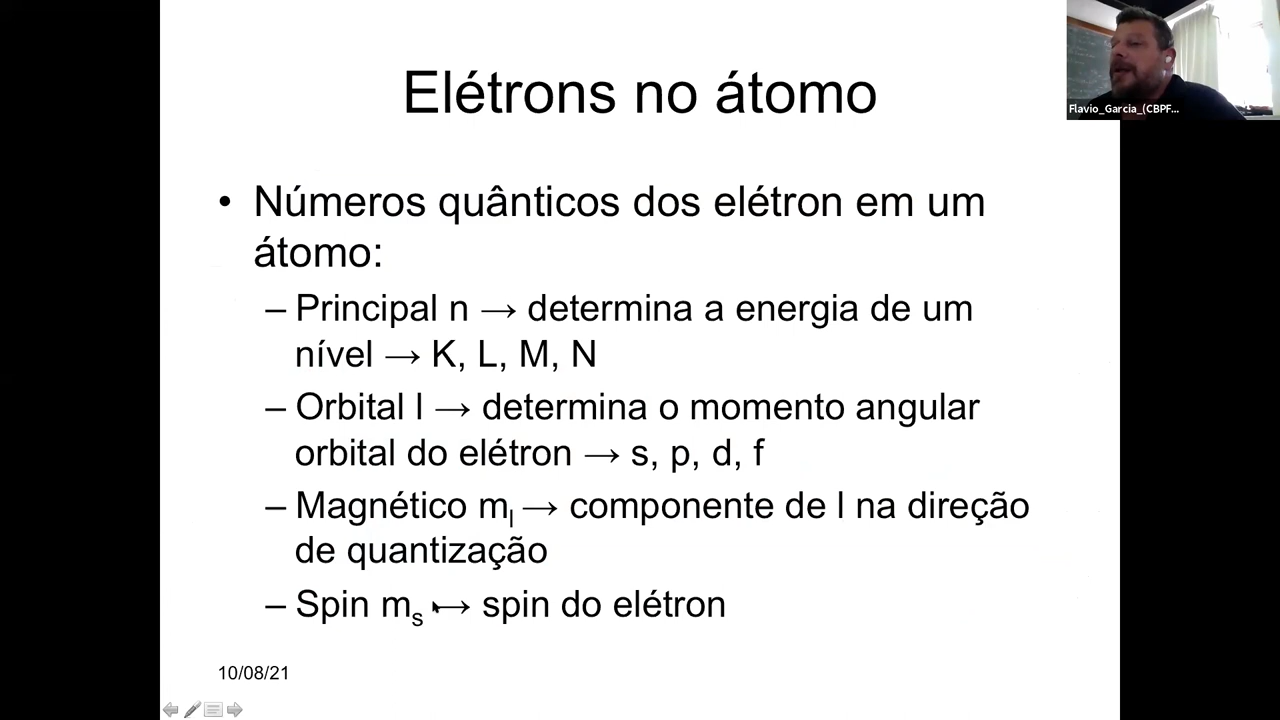 Elétrons no átomo
Flavio_Garcia_(CBPF...
• Números quânticos dos elétron em um
átomo:
– Principal n → determina a energia de um
nível → K, L, M, N
– Orbital l → determina o momento angular
orbital do elétron → s, p, d, f
– Magnético mₗ → componente de l na direção
de quantização
– Spin mₛ → spin do elétron
10/08/21